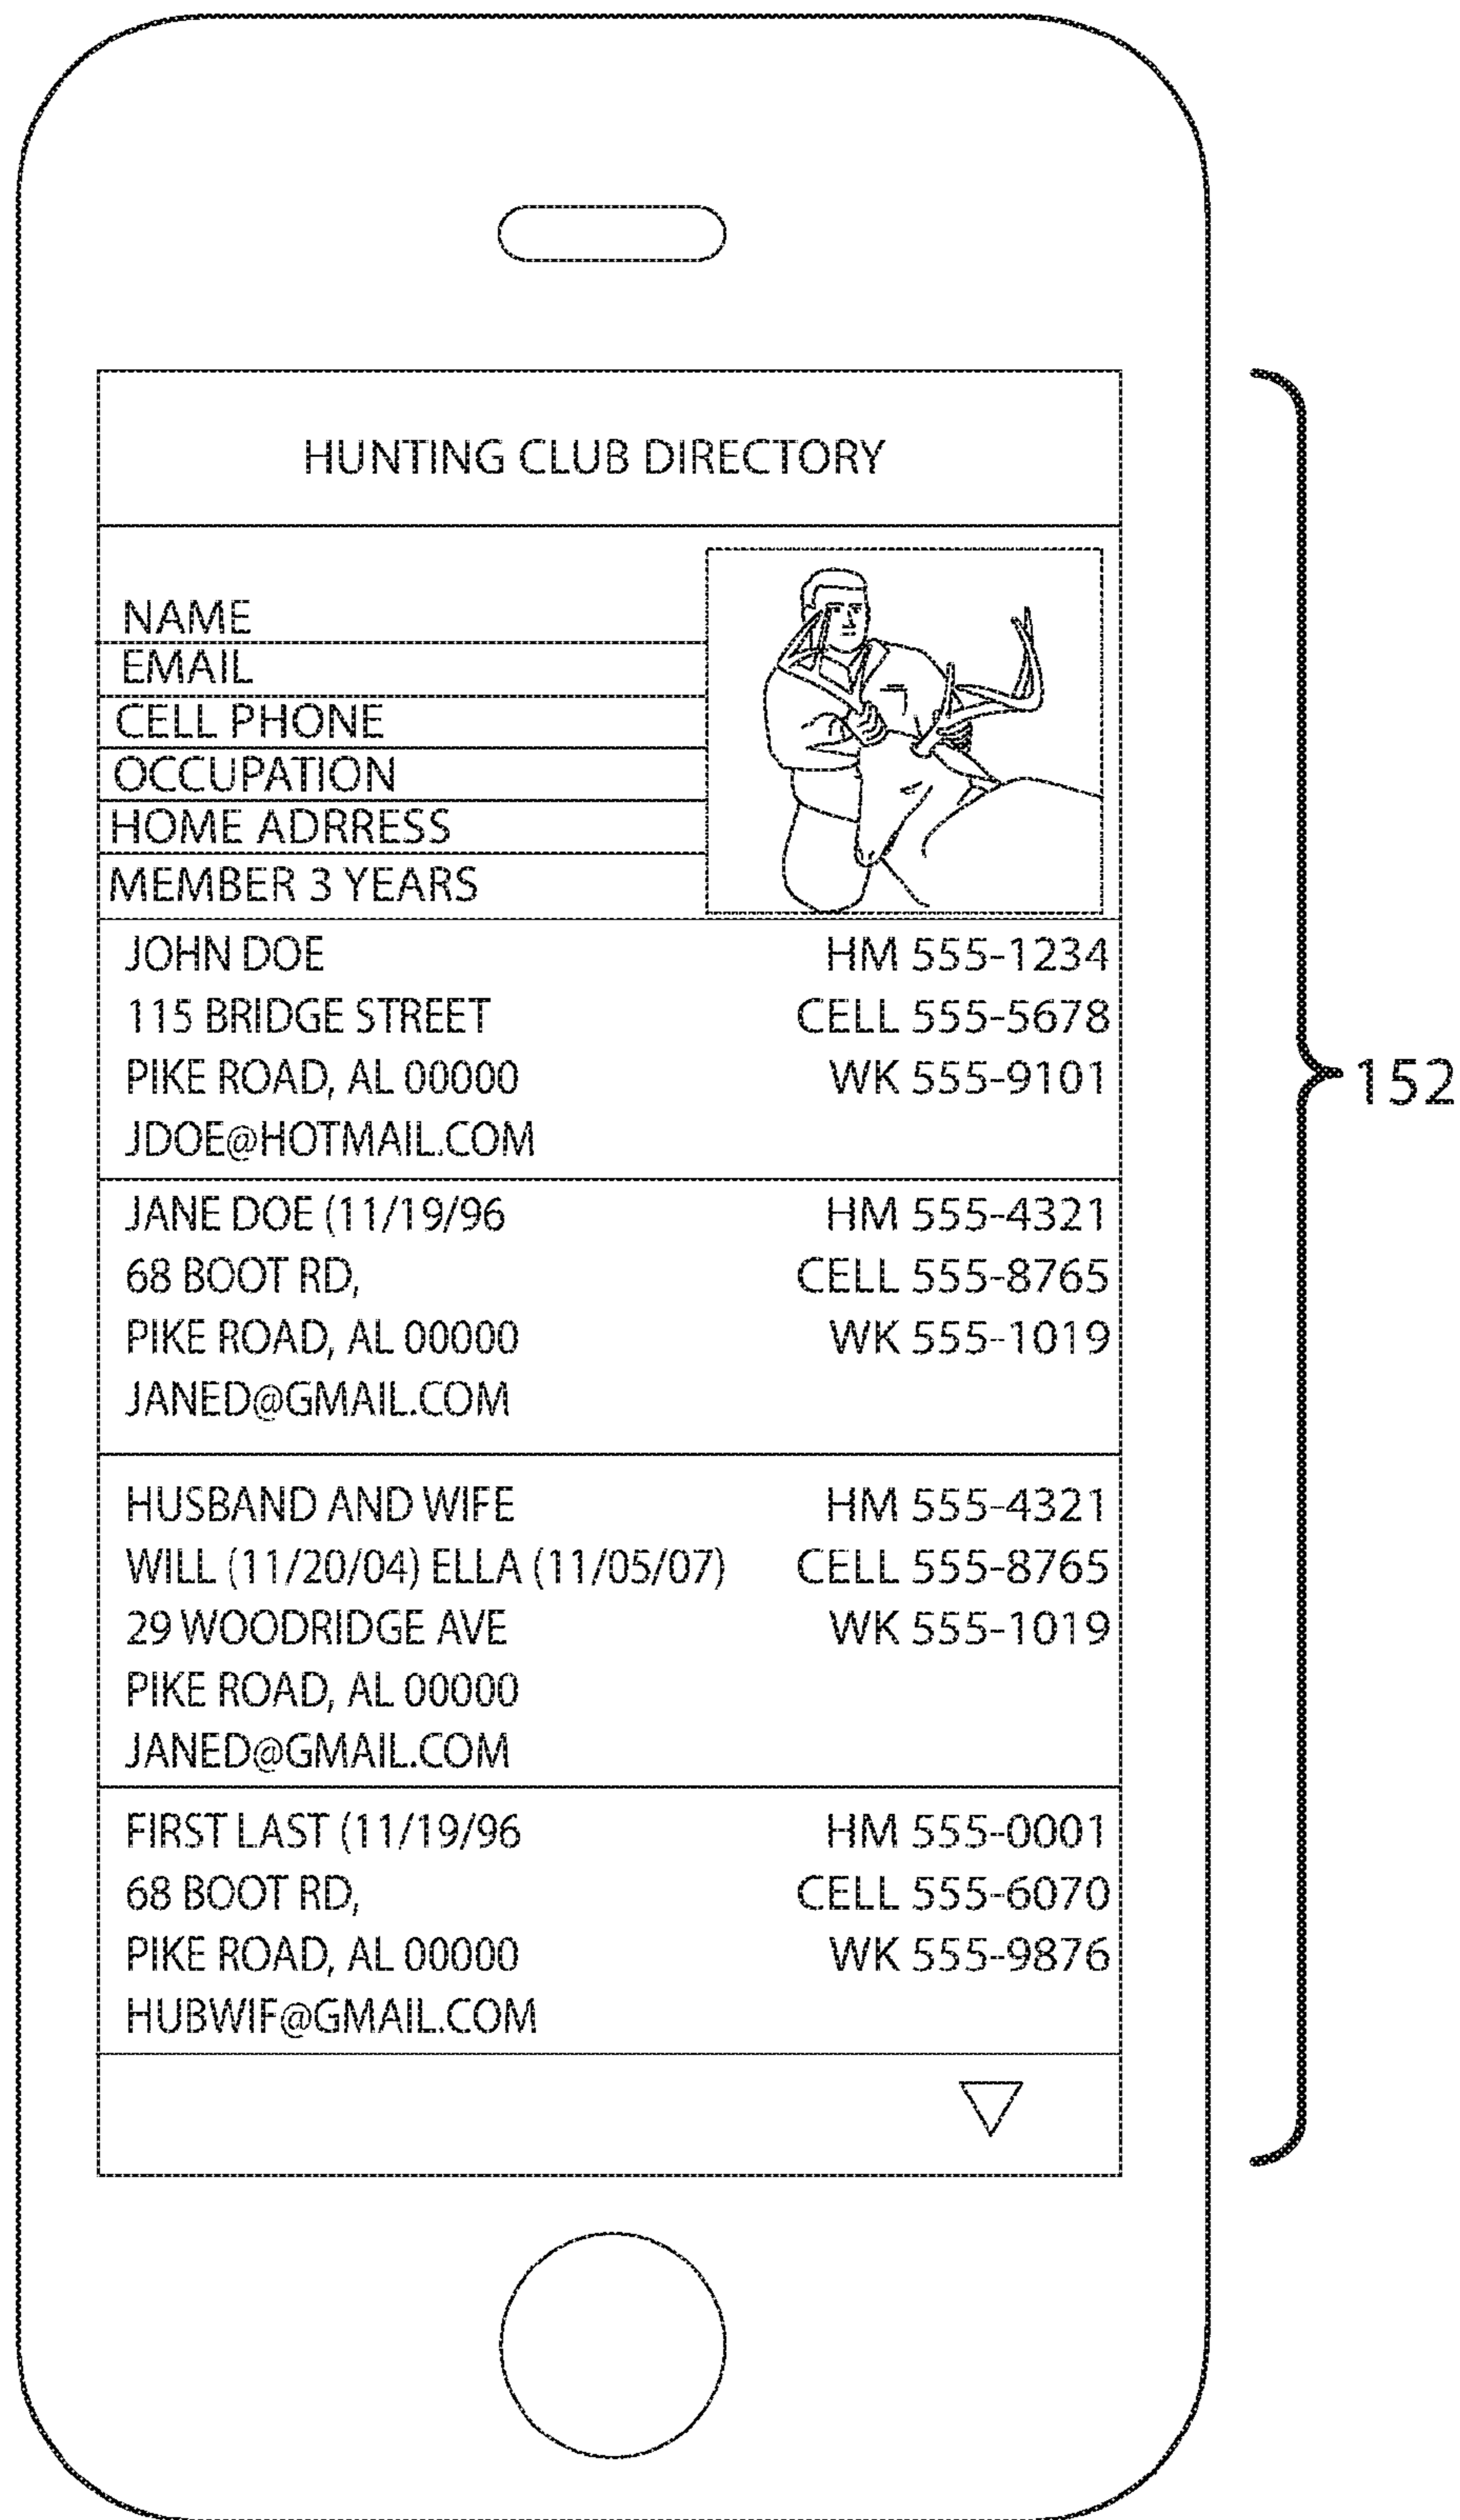 HUNTING CLUB DIRECTORY
NAME
EMAIL
CELL PHONE
OCCUPATION
HOME ADRRESS
MEMBER 3 YEARS
JOHN DOE HM 555-1234
115 BRIDGE STREET CELL 555-5678
PIKE ROAD, AL 00000 WK 555-9101
JDOE@HOTMAIL.COM
JANE DOE (11/19/96 HM 555-4321
68 BOOT RD, CELL 555-8765
PIKE ROAD, AL 00000 WK 555-1019
JANED@GMAIL.COM
HUSBAND AND WIFE HM 555-4321
WILL (11/20/04) ELLA (11/05/07) CELL 555-8765
29 WOODRIDGE AVE WK 555-1019
PIKE ROAD, AL 00000
JANED@GMAIL.COM
FIRST LAST (11/19/96 HM 555-0001
68 BOOT RD, CELL 555-6070
PIKE ROAD, AL 00000 WK 555-9876
HUBWIF@GMAIL.COM
152